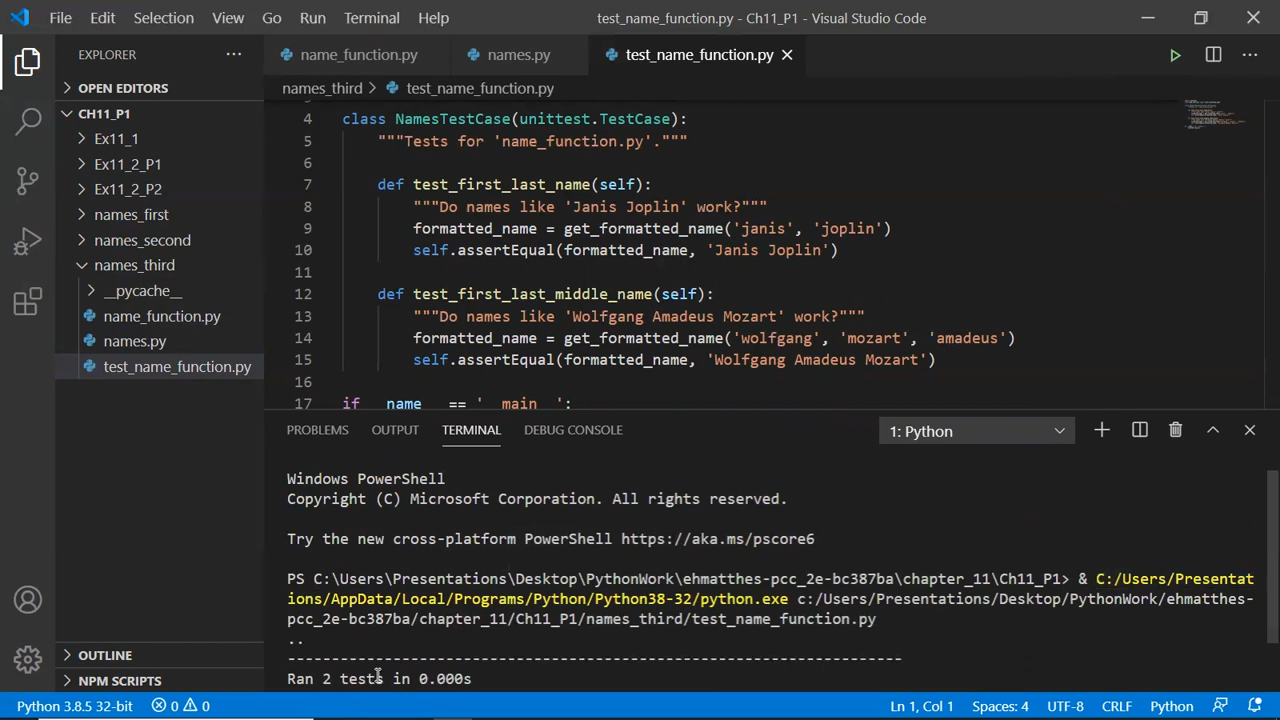 File Edit Selection View Go Run Terminal Help test_name_function.py - Ch11_P1 - Visual Studio Code
EXPLORER
OPEN EDITORS
CH11_P1
Ex11_1
Ex11_2_P1
Ex11_2_P2
names_first
names_second
names_third
__pycache__
name_function.py
names.py
test_name_function.py
OUTLINE
NPM SCRIPTS
name_function.py names.py test_name_function.py
names_third > test_name_function.py
4 class NamesTestCase(unittest.TestCase):
5 """Tests for 'name_function.py'."""
6
7 def test_first_last_name(self):
8 """Do names like 'Janis Joplin' work?"""
9 formatted_name = get_formatted_name('janis', 'joplin')
10 self.assertEqual(formatted_name, 'Janis Joplin')
11
12 def test_first_last_middle_name(self):
13 """Do names like 'Wolfgang Amadeus Mozart' work?"""
14 formatted_name = get_formatted_name('wolfgang', 'mozart', 'amadeus')
15 self.assertEqual(formatted_name, 'Wolfgang Amadeus Mozart')
16
17 if __name__ == '__main__':
PROBLEMS OUTPUT TERMINAL DEBUG CONSOLE 1: Python
Windows PowerShell
Copyright (C) Microsoft Corporation. All rights reserved.
Try the new cross-platform PowerShell https://aka.ms/pscore6
PS C:\Users\Presentations\Desktop\PythonWork\ehmatthes-pcc_2e-bc387ba\chapter_11\Ch11_P1> & C:/Users/Presentat
ions/AppData/Local/Programs/Python/Python38-32/python.exe c:/Users/Presentations/Desktop/PythonWork/ehmatthes-
pcc_2e-bc387ba/chapter_11/Ch11_P1/names_third/test_name_function.py
..
----------------------------------------------------------------------
Ran 2 tests in 0.000s
Python 3.8.5 32-bit 0 0 Ln 1, Col 1 Spaces: 4 UTF-8 CRLF Python